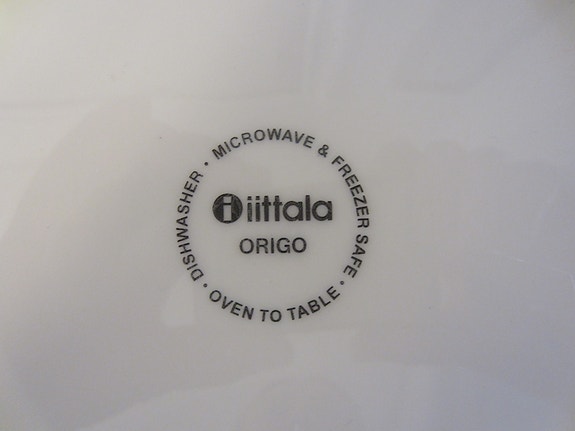 DISHWASHER · MICROWAVE & FREEZER SAFE ·
iittala
ORIGO
· OVEN TO TABLE ·